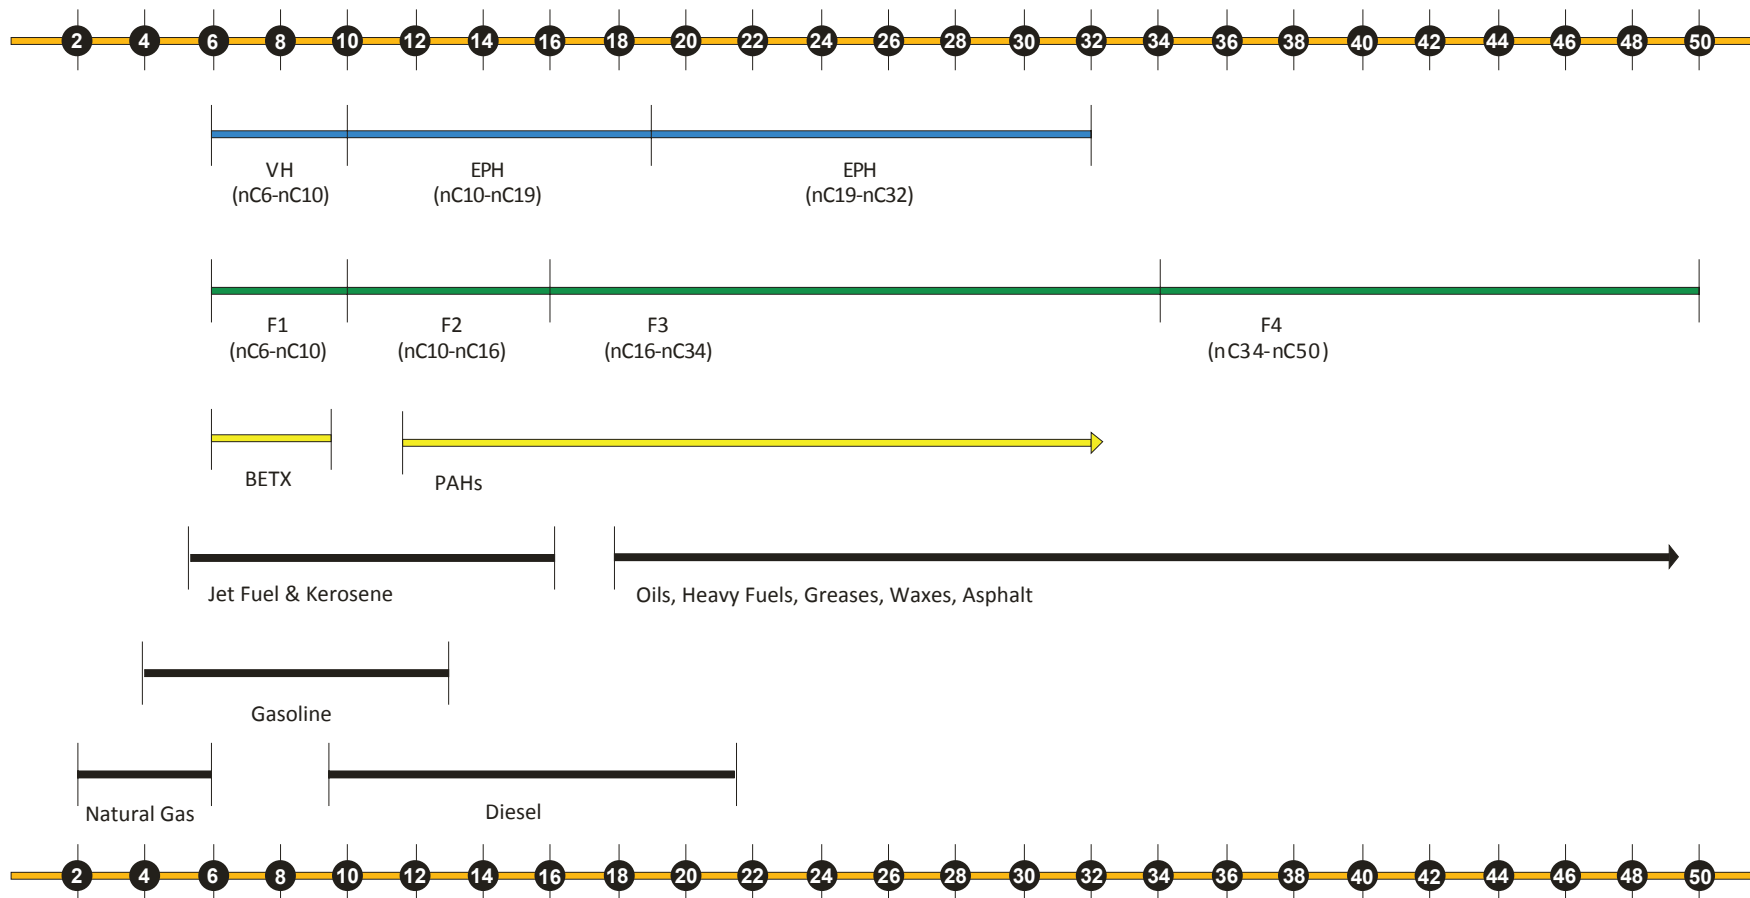 2 4 6 8 10 12 14 16 18 20 22 24 26 28 30 32 34 36 38 40 42 44 46 48 50
VH EPH EPH
(nC6-nC10) (nC10-nC19) (nC19-nC32)
F1 F2 F3 F4
(nC6-nC10) (nC10-nC16) (nC16-nC34) (nC34-nC50)
BETX PAHs
Jet Fuel & Kerosene Oils, Heavy Fuels, Greases, Waxes, Asphalt
Gasoline
Natural Gas Diesel
2 4 6 8 10 12 14 16 18 20 22 24 26 28 30 32 34 36 38 40 42 44 46 48 50